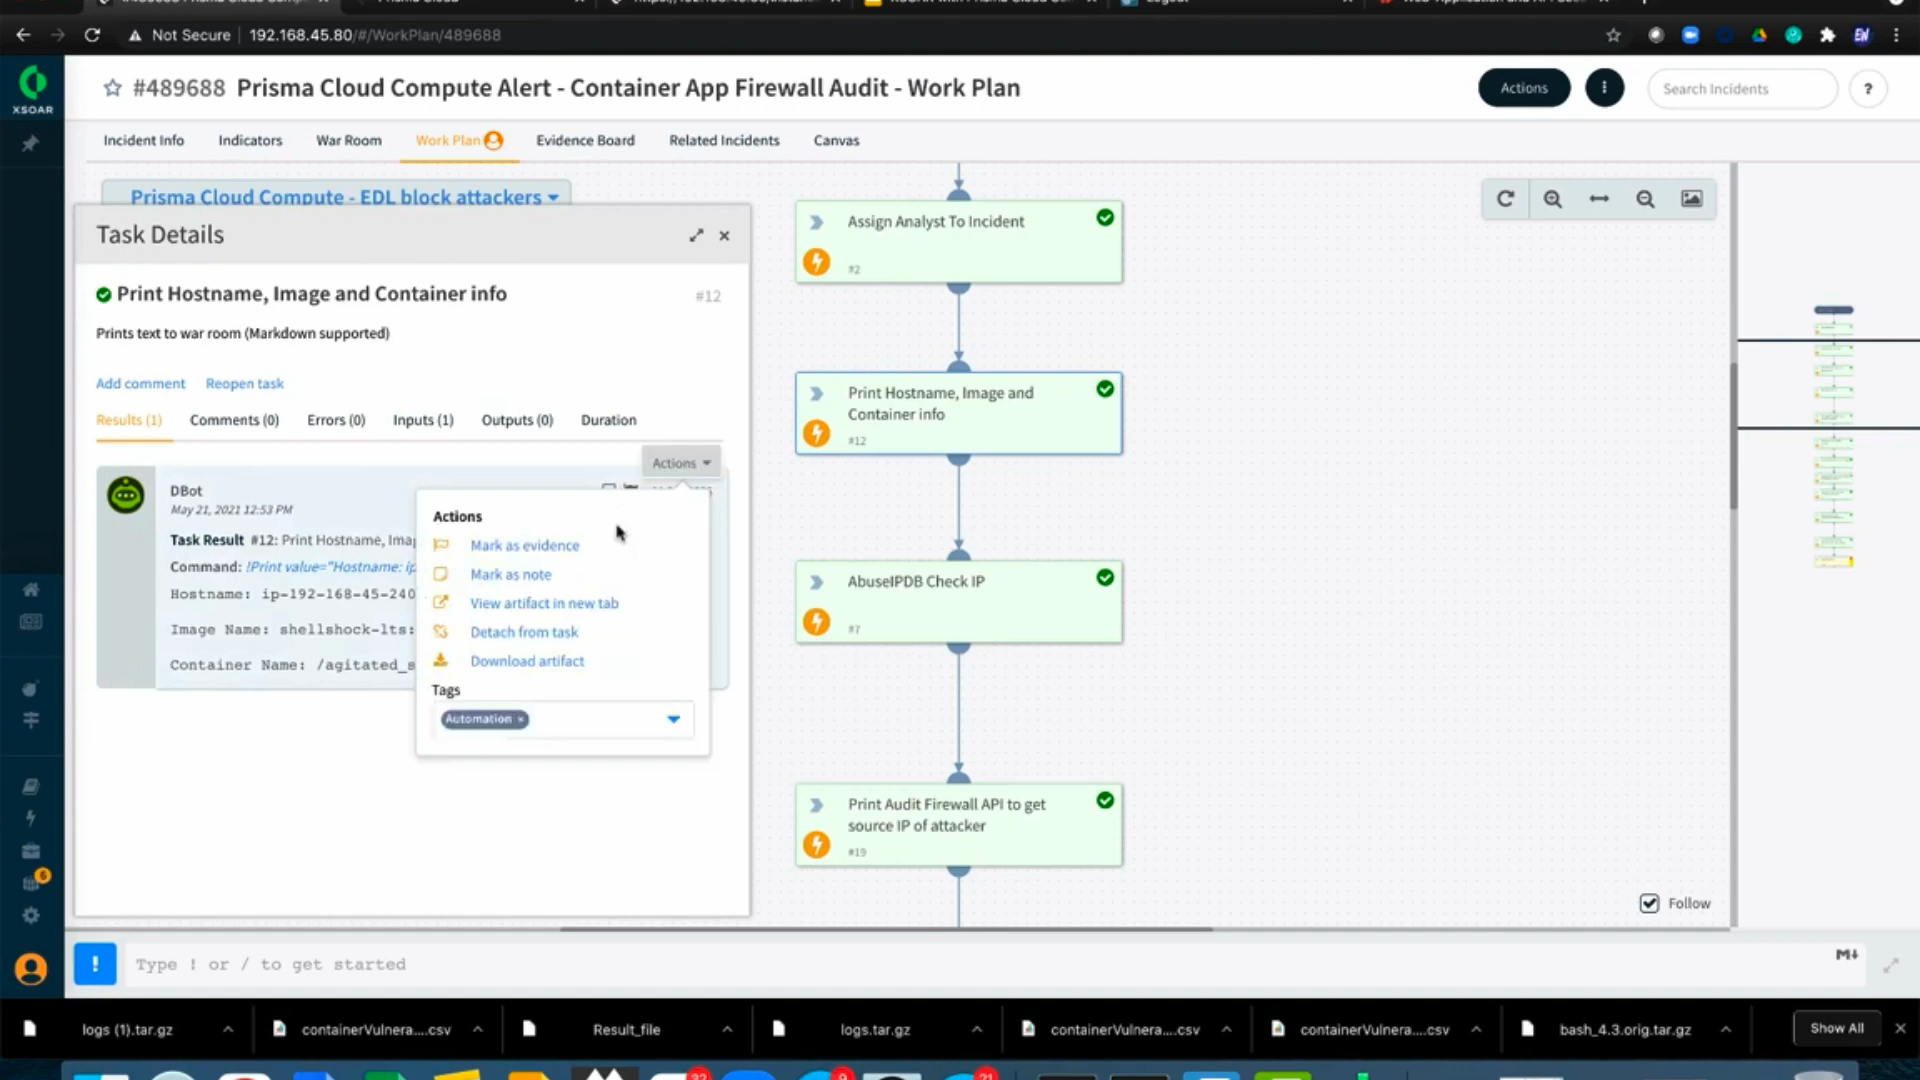 Not Secure
192.168.45.80/#/WorkPlan/489688
EN
XSOAR
#489688 Prisma Cloud Compute Alert - Container App Firewall Audit - Work Plan
Actions
Search Incidents
?
Incident Info
Indicators
War Room
Work Plan
Evidence Board
Related Incidents
Canvas
Prisma Cloud Compute - EDL block attackers
Task Details
Print Hostname, Image and Container info
#12
Prints text to war room (Markdown supported)
Add comment
Reopen task
Results (1)
Comments (0)
Errors (0)
Inputs (1)
Outputs (0)
Duration
Actions
DBot
May 21, 2021 12:53 PM
Task Result #12: Print Hostname, Imag
Command: !Print value="Hostname: ip
Hostname: ip-192-168-45-240
Image Name: shellshock-lts:
Container Name: /agitated_s
Actions
Mark as evidence
Mark as note
View artifact in new tab
Detach from task
Download artifact
Tags
Automation ×
Assign Analyst To Incident
#2
Print Hostname, Image and
Container info
#12
AbuseIPDB Check IP
#7
Print Audit Firewall API to get
source IP of attacker
#19
Follow
6
!
Type ! or / to get started
M↓
logs (1).tar.gz
containerVulnera....csv
Result_file
logs.tar.gz
containerVulnera....csv
containerVulnera....csv
bash_4.3.orig.tar.gz
Show All
32
9
21